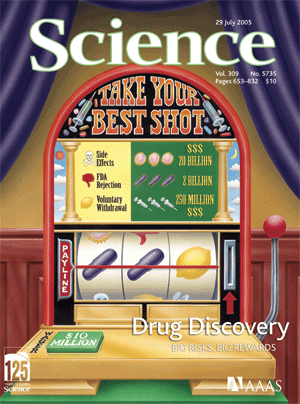 29 July 2005
Science
Vol. 309 No. 5735
Pages 653–832 $10
TAKE YOUR
BEST SHOT
Side
Effects
FDA
Rejection
Voluntary
Withdrawal
$$$
20 BILLION
2 BILLION
250 MILLION
$$$
PAYLINE
$10
MILLION
Drug Discovery
BIG RISKS, BIG REWARDS
125
Science
AAAS